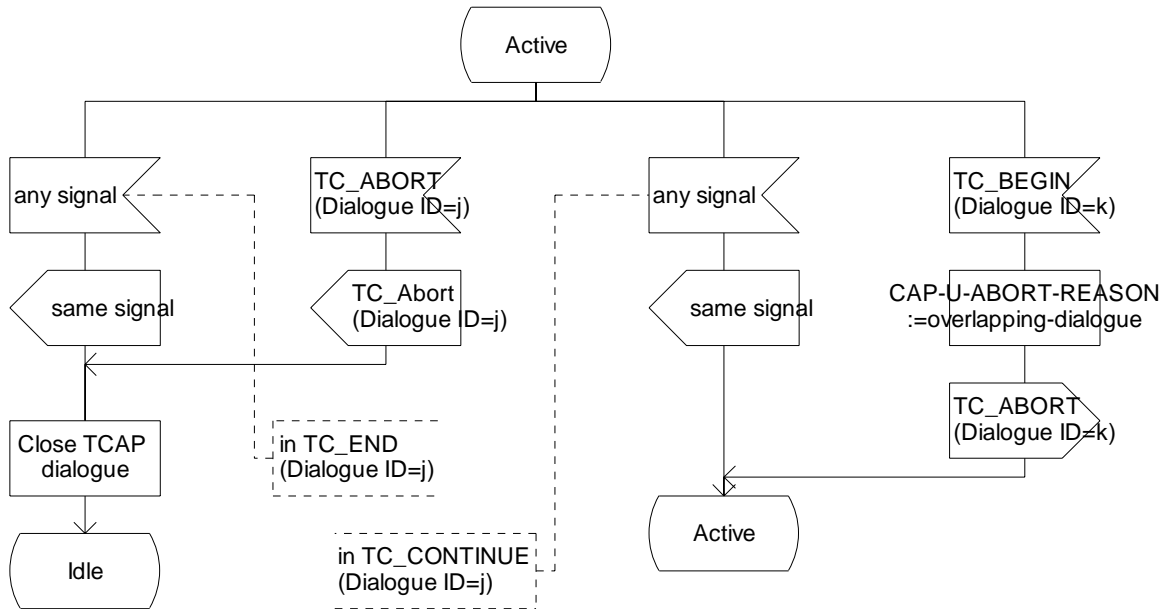 Active
any signal
TC_ABORT
(Dialogue ID=j)
any signal
TC_BEGIN
(Dialogue ID=k)
same signal
TC_Abort
(Dialogue ID=j)
same signal
CAP-U-ABORT-REASON
:=overlapping-dialogue
TC_ABORT
(Dialogue ID=k)
Close TCAP
dialogue
in TC_END
(Dialogue ID=j)
Active
Idle
in TC_CONTINUE
(Dialogue ID=j)